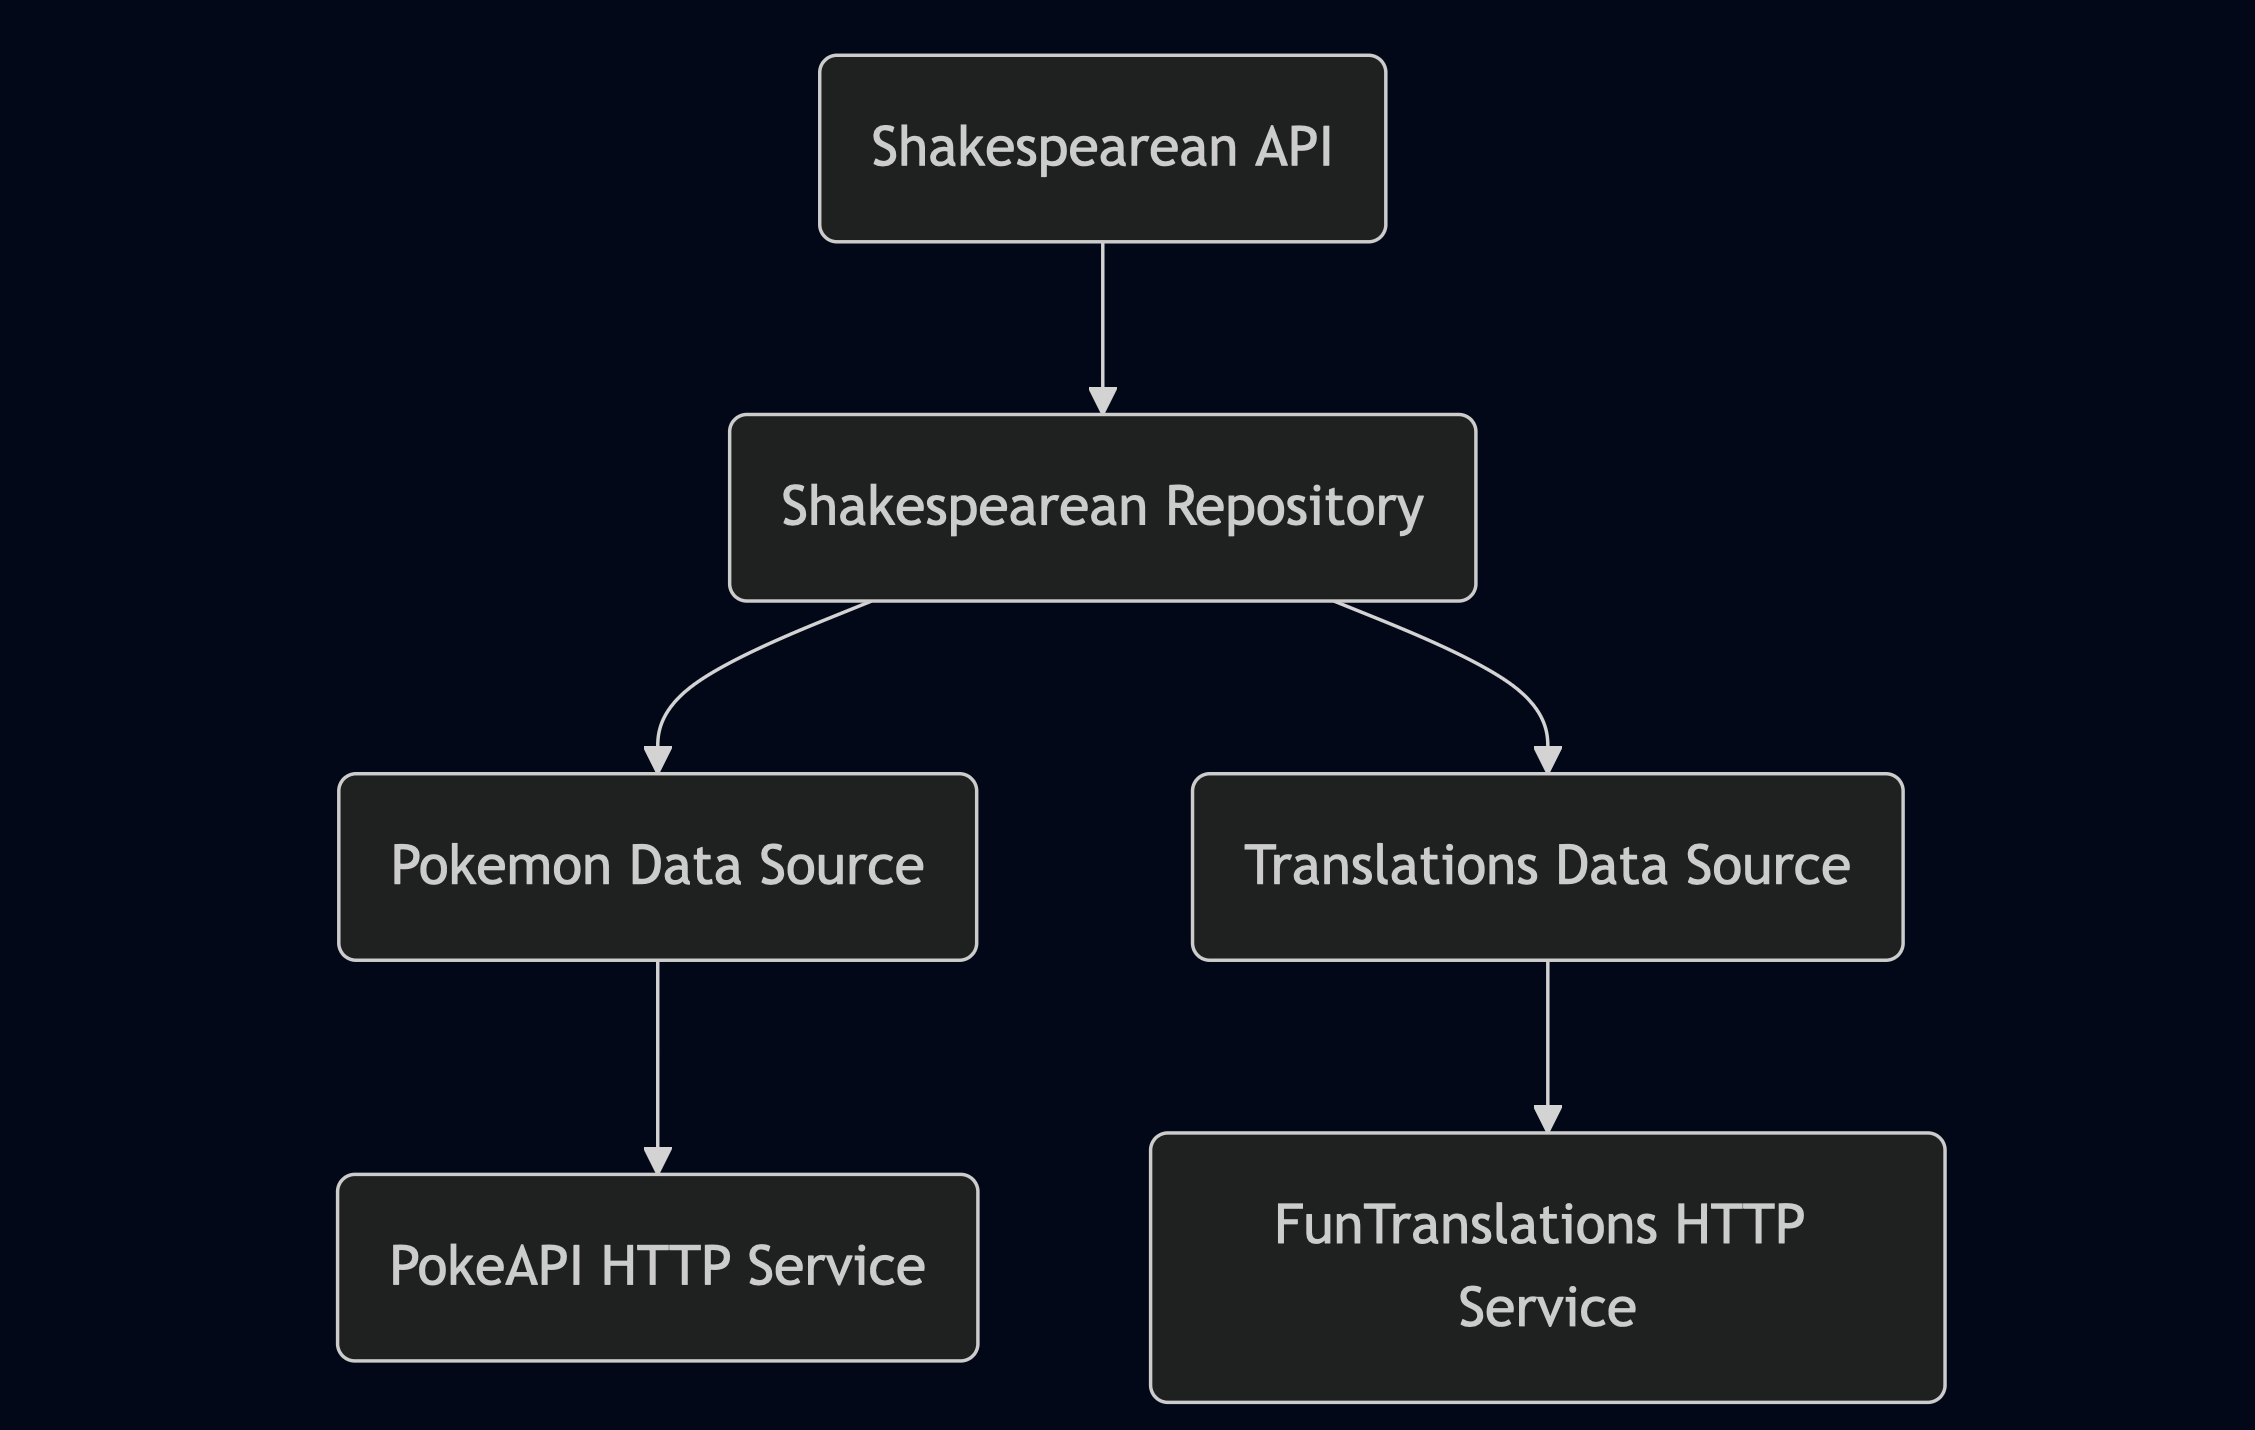 Shakespearean API
Shakespearean Repository
Pokemon Data Source
Translations Data Source
PokeAPI HTTP Service
FunTranslations HTTP
Service